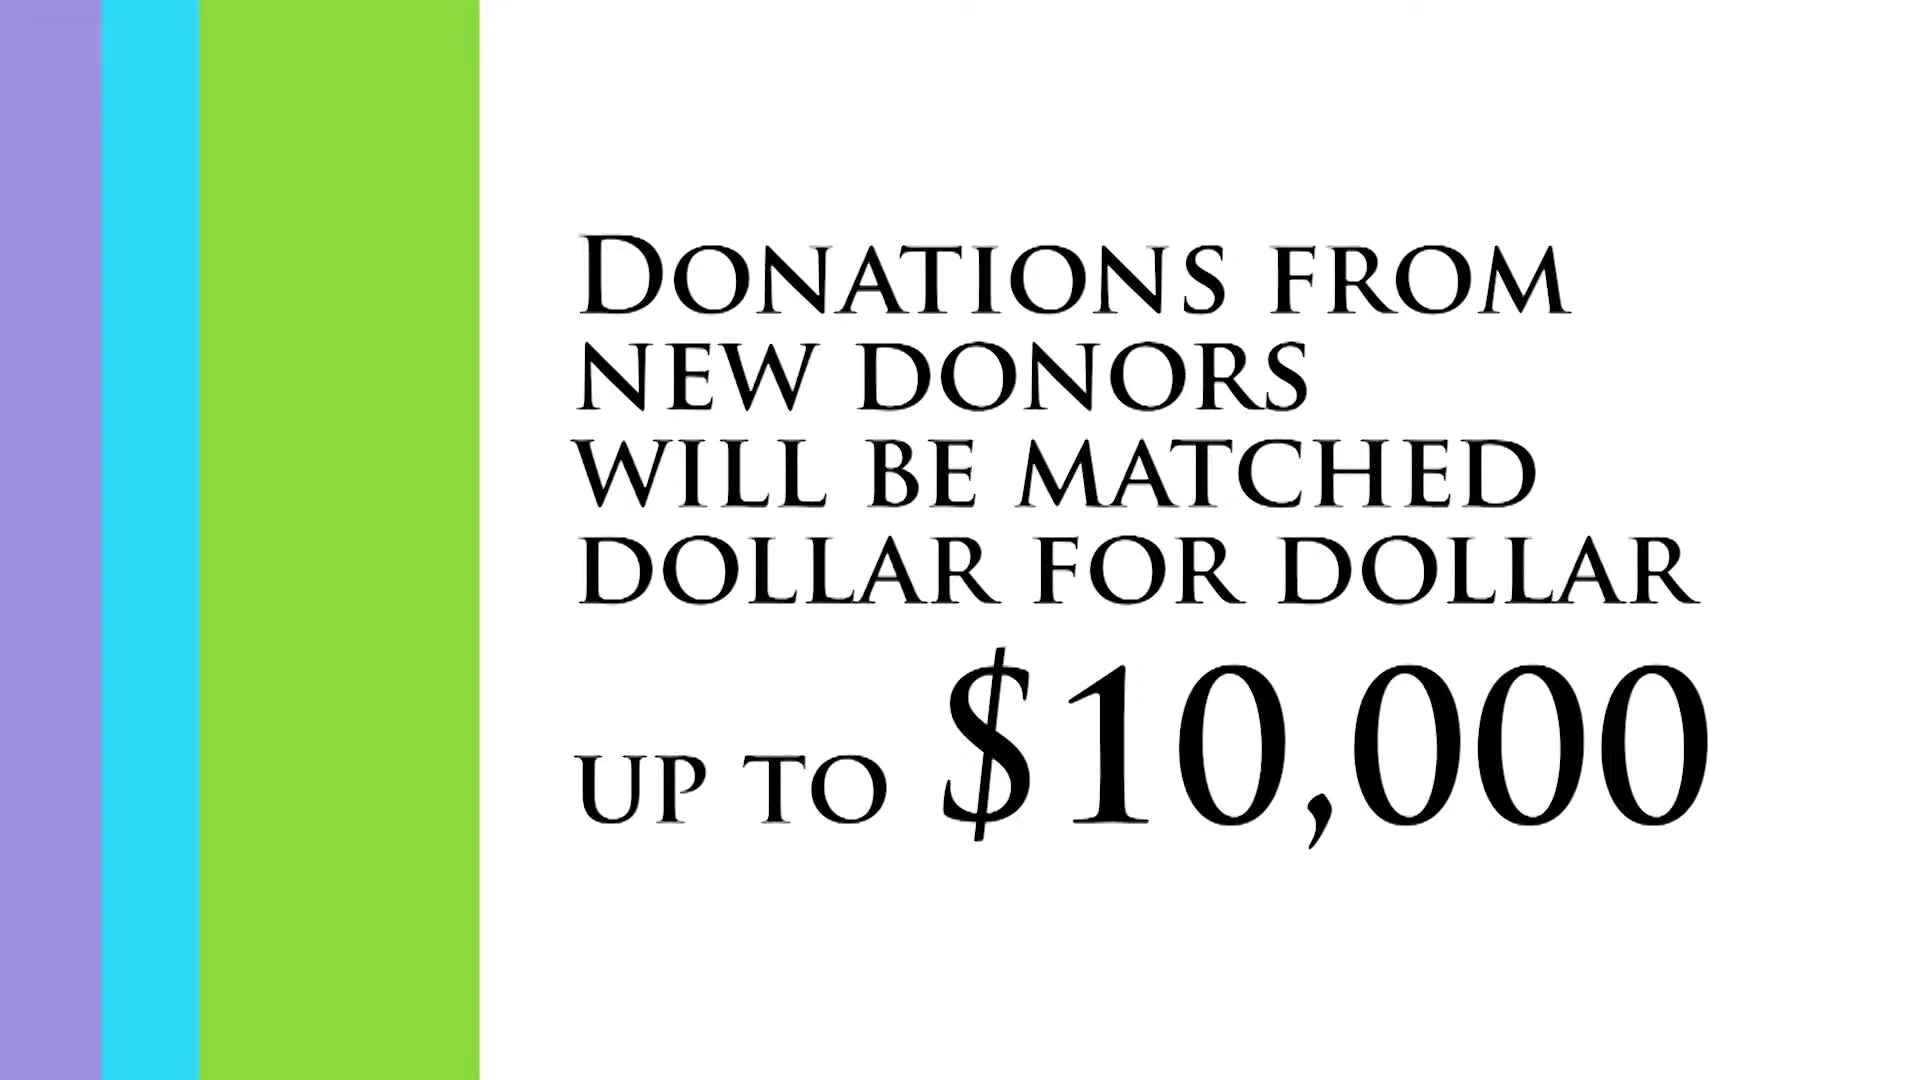 Donations from
new donors
will be matched
dollar for dollar
up to $10,000